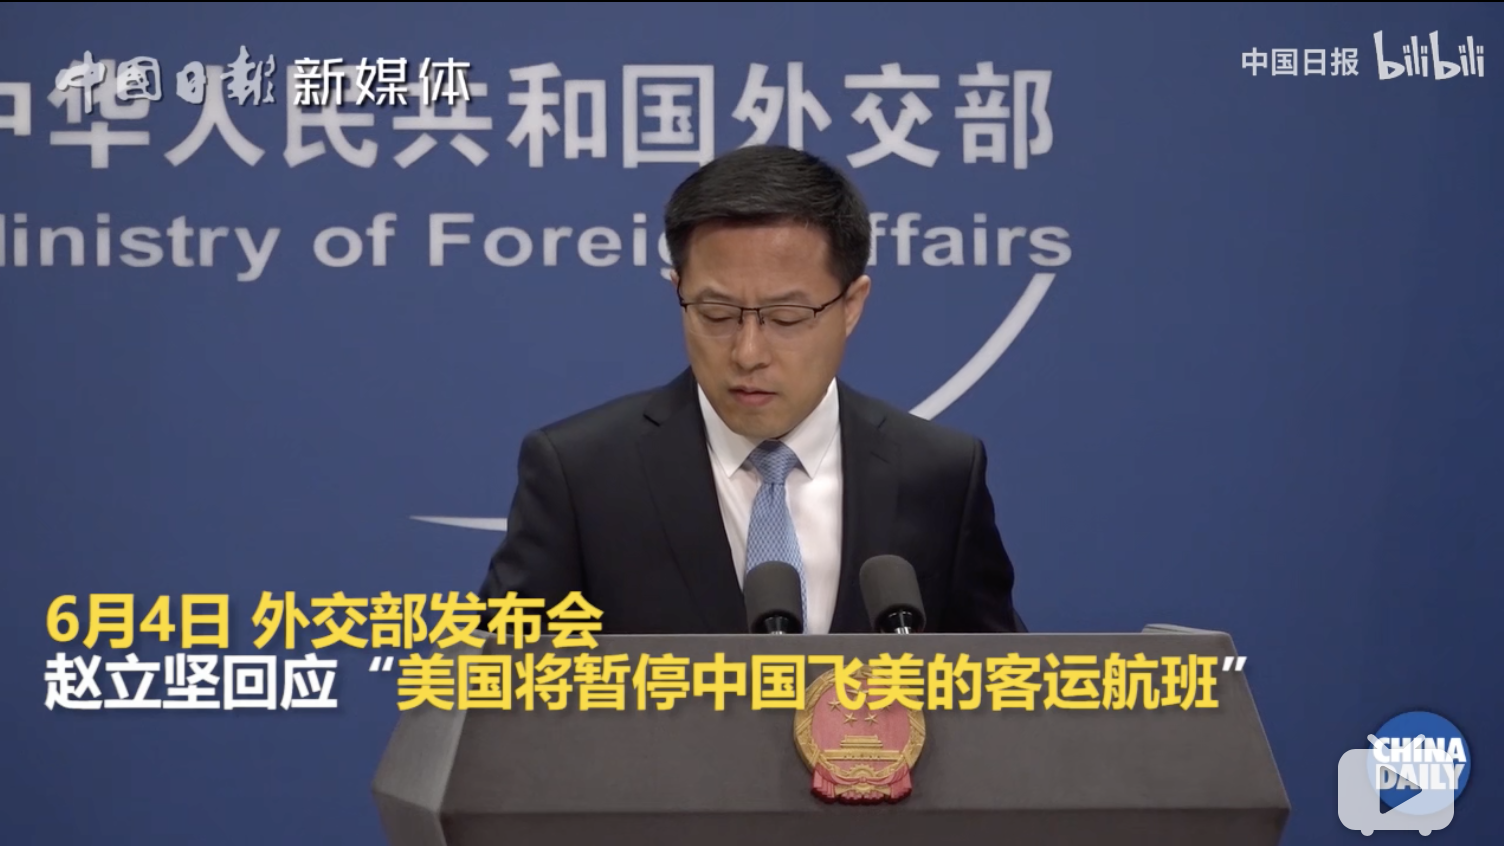 中国日报 新媒体
中国日报 bilibili
中华人民共和国外交部
Ministry of Foreign Affairs
6月4日 外交部发布会
赵立坚回应“美国将暂停中国飞美的客运航班”
CHINA
DAILY